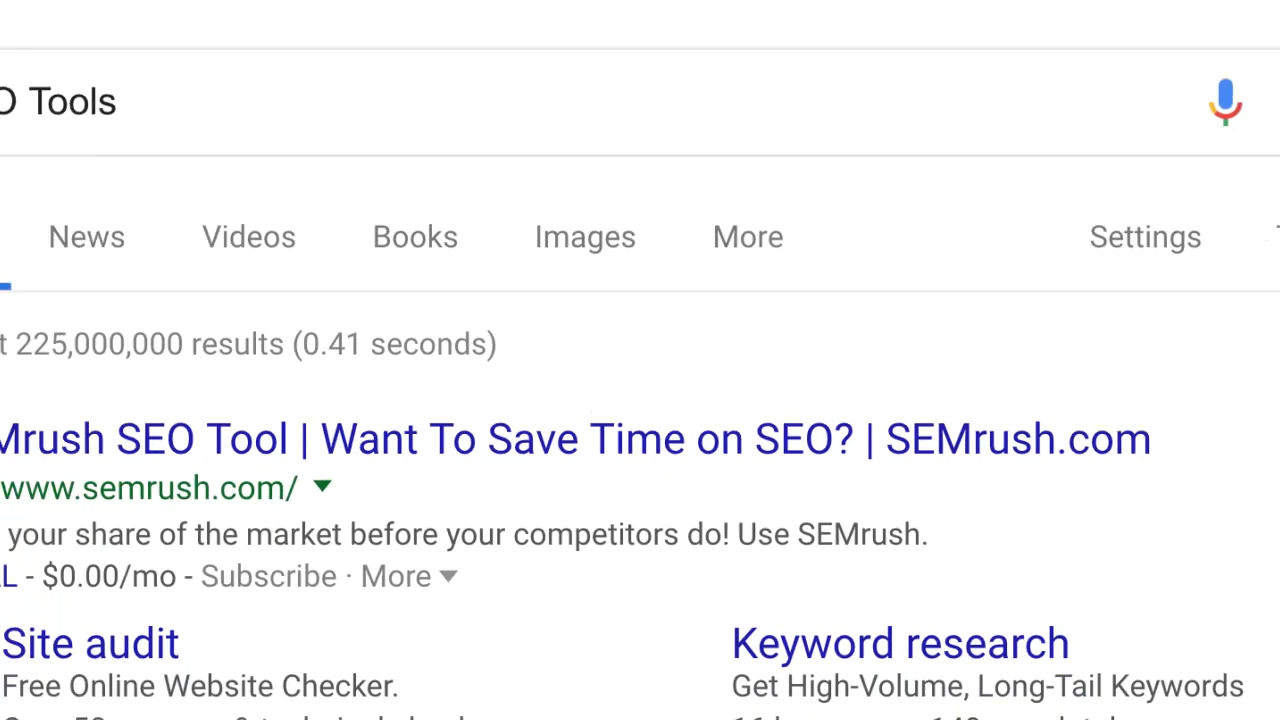 O Tools
News Videos Books Images More Settings
t 225,000,000 results (0.41 seconds)
Mrush SEO Tool | Want To Save Time on SEO? | SEMrush.com
www.semrush.com/
your share of the market before your competitors do! Use SEMrush.
L - $0.00/mo - Subscribe · More
Site audit Keyword research
Free Online Website Checker. Get High-Volume, Long-Tail Keywords